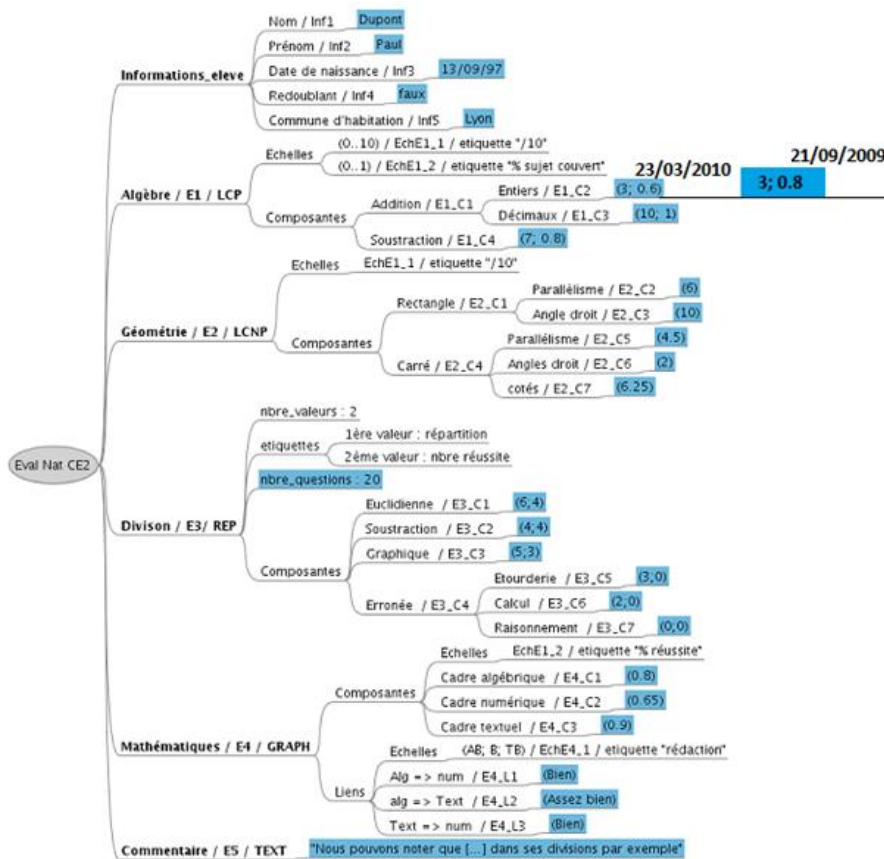 Nom / Inf1 Dupont
Prénom / Inf2 Paul
Informations_eleve Date de naissance / Inf3 13/09/97
Redoublant / Inf4 faux
Commune d'habitation / Inf5 Lyon
(0..10) / EchE1_1 / etiquette "/10"
Echelles
(0..1) / EchE1_2 / etiquette "% sujet couvert"
23/03/2010
21/09/2009
3; 0.8
Algèbre / E1 / LCP
Composantes
Addition / E1_C1
Entiers / E1_C2 (3; 0.6)
Décimaux / E1_C3 (10; 1)
Soustraction / E1_C4 (7; 0.8)
Echelles EchE1_1 / etiquette "/10"
Géométrie / E2 / LCNP
Composantes
Rectangle / E2_C1
Parallèlisme / E2_C2 (6)
Angle droit / E2_C3 (10)
Carré / E2_C4
Parallélisme / E2_C5 (4.5)
Angles droit / E2_C6 (2)
cotés / E2_C7 (6.25)
Eval Nat CE2
nbre_valeurs : 2
etiquettes
1ère valeur : répartition
2ème valeur : nbre réussite
nbre_questions : 20
Divison / E3/ REP
Composantes
Euclidienne / E3_C1 (6;4)
Soustraction / E3_C2 (4;4)
Graphique / E3_C3 (5;3)
Erronée / E3_C4
Etourderie / E3_C5 (3;0)
Calcul / E3_C6 (2;0)
Raisonnement / E3_C7 (0;0)
Mathématiques / E4 / GRAPH
Composantes
Echelles EchE1_2 / etiquette "% réussite"
Cadre algébrique / E4_C1 (0.8)
Cadre numérique / E4_C2 (0.65)
Cadre textuel / E4_C3 (0.9)
Liens
Echelles (AB; B; TB) / EchE4_1 / etiquette "rédaction"
Alg => num / E4_L1 (Bien)
alg => Text / E4_L2 (Assez bien)
Text => num / E4_L3 (Bien)
Commentaire / E5 / TEXT "Nous pouvons noter que [...] dans ses divisions par exemple"